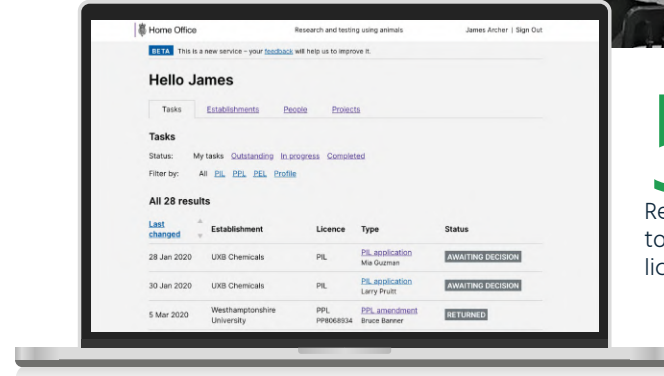 Home Office Research and testing using animals James Archer | Sign Out
BETA This is a new service – your feedback will help us to improve it.
Hello James
Tasks Establishments People Projects
Tasks
Status: My tasks Outstanding In progress Completed
Filter by: All PIL PPL PEL Profile
All 28 results
Last changed Establishment Licence Type Status
28 Jan 2020 UXB Chemicals PIL PIL application AWAITING DECISION
Mia Guzman
30 Jan 2020 UXB Chemicals PIL PIL application AWAITING DECISION
Larry Pruitt
5 Mar 2020 Westhamptonshire University PPL PP8068934 PPL amendment RETURNED
Bruce Banner
Re
to
lic